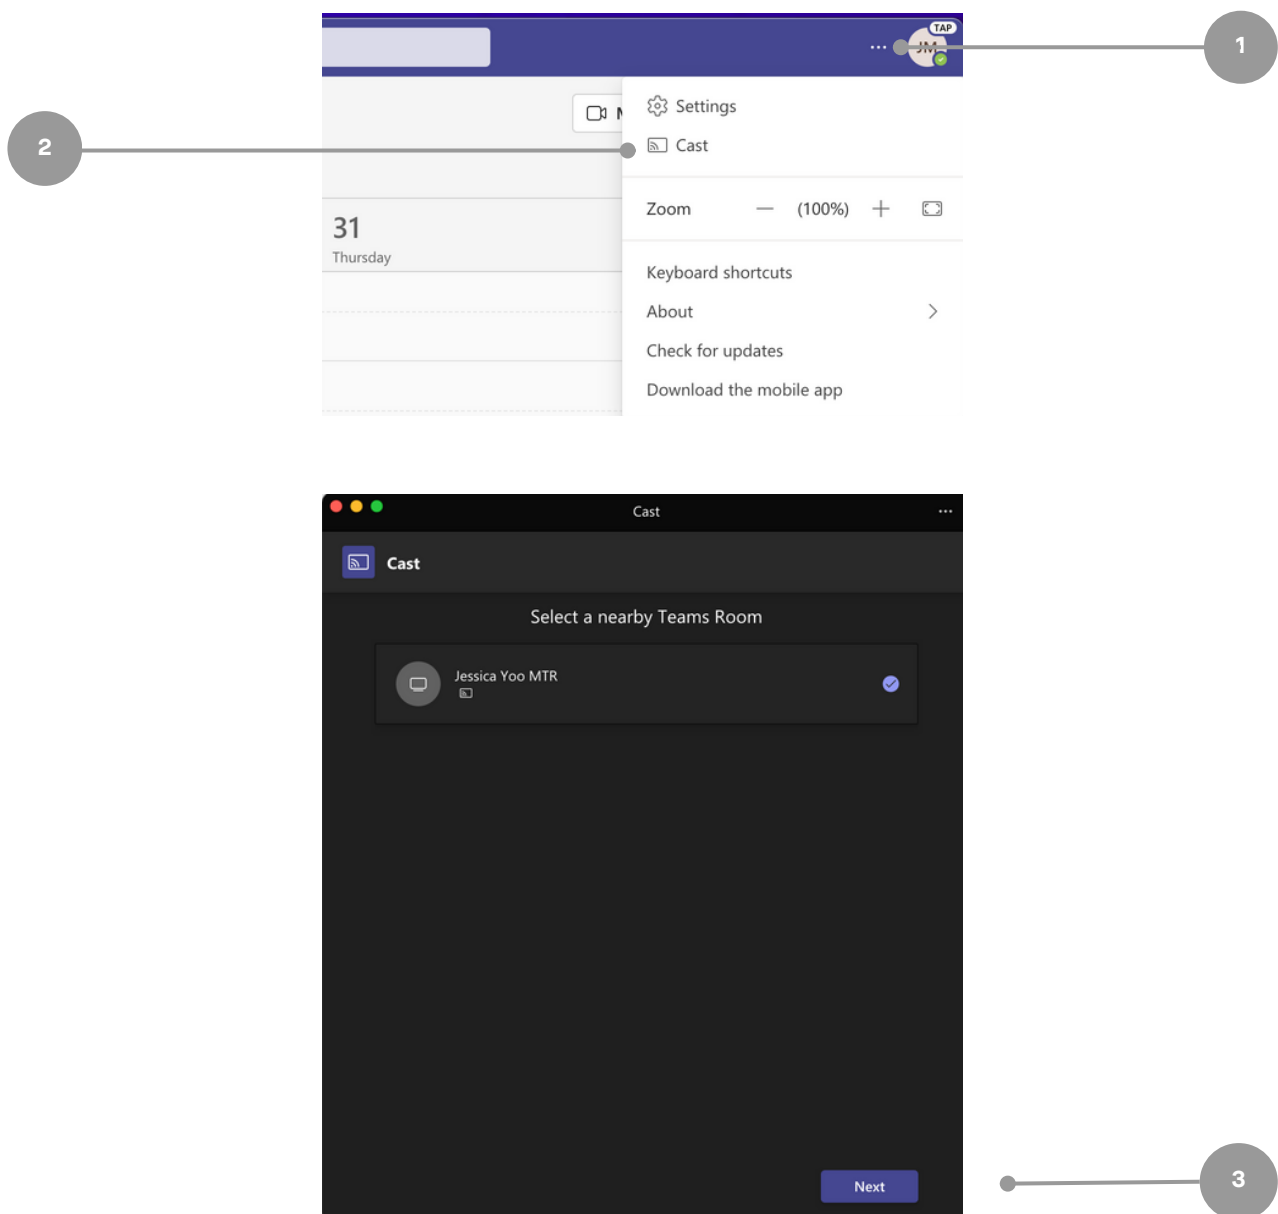 TAP
1
JM
Settings
2
Cast
Zoom (100%)
31
Thursday
Keyboard shortcuts
About
Check for updates
Download the mobile app
Cast
Cast
Select a nearby Teams Room
Jessica Yoo MTR
Next
3